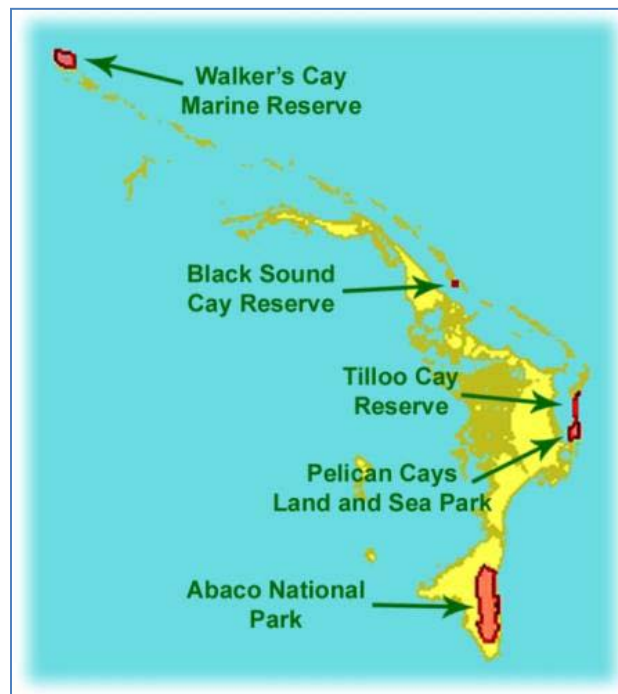 Walker's Cay
Marine Reserve
Black Sound
Cay Reserve
Tilloo Cay
Reserve
Pelican Cays
Land and Sea Park
Abaco National
Park